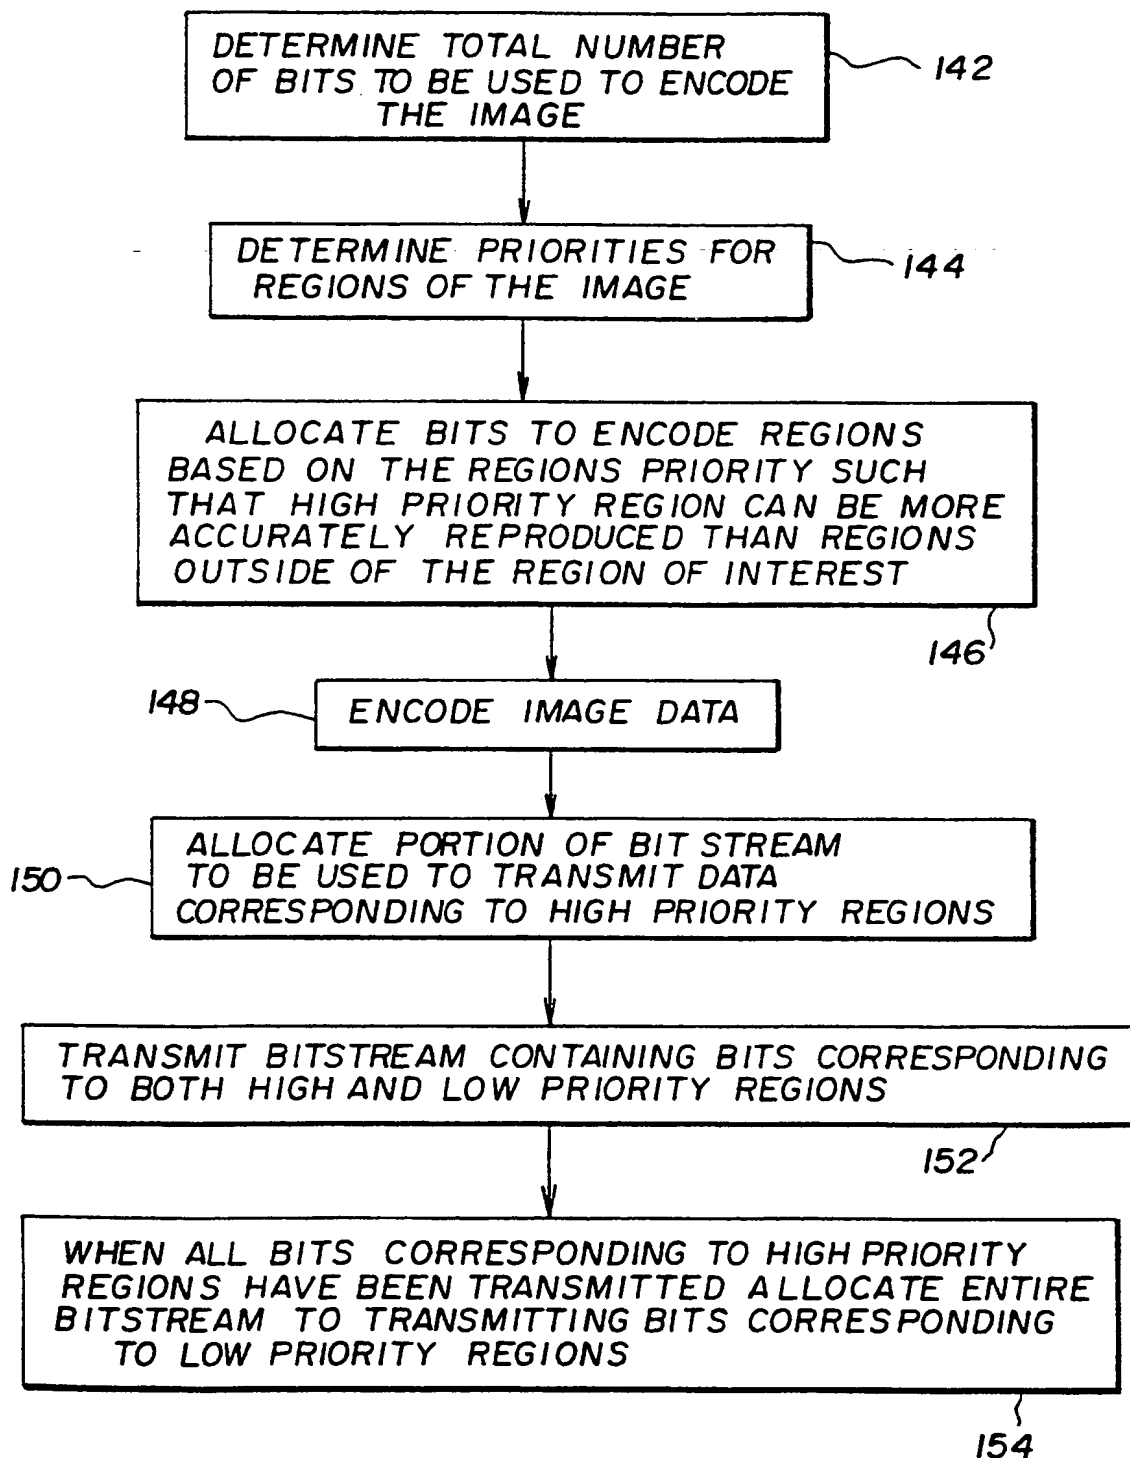 DETERMINE TOTAL NUMBER
OF BITS TO BE USED TO ENCODE
THE IMAGE
142
DETERMINE PRIORITIES FOR
REGIONS OF THE IMAGE
144
ALLOCATE BITS TO ENCODE REGIONS
BASED ON THE REGIONS PRIORITY SUCH
THAT HIGH PRIORITY REGION CAN BE MORE
ACCURATELY REPRODUCED THAN REGIONS
OUTSIDE OF THE REGION OF INTEREST
146
148
ENCODE IMAGE DATA
150
ALLOCATE PORTION OF BIT STREAM
TO BE USED TO TRANSMIT DATA
CORRESPONDING TO HIGH PRIORITY REGIONS
TRANSMIT BITSTREAM CONTAINING BITS CORRESPONDING
TO BOTH HIGH AND LOW PRIORITY REGIONS
152
WHEN ALL BITS CORRESPONDING TO HIGH PRIORITY
REGIONS HAVE BEEN TRANSMITTED ALLOCATE ENTIRE
BITSTREAM TO TRANSMITTING BITS CORRESPONDING
TO LOW PRIORITY REGIONS
154